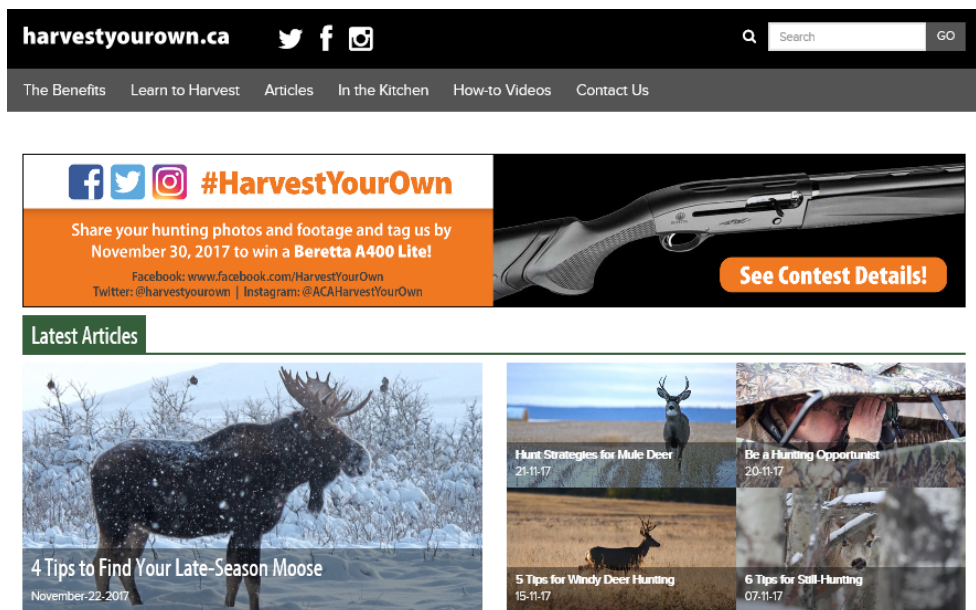 harvestyourown.ca
Search
GO
The Benefits
Learn to Harvest
Articles
In the Kitchen
How-to Videos
Contact Us
#HarvestYourOwn
Share your hunting photos and footage and tag us by
November 30, 2017 to win a Beretta A400 Lite!
Facebook: www.facebook.com/HarvestYourOwn
Twitter: @harvestyourown | Instagram: @ACAHarvestYourOwn
See Contest Details!
Latest Articles
4 Tips to Find Your Late-Season Moose
November-22-2017
Hunt Strategies for Mule Deer
21-11-17
Be a Hunting Opportunist
20-11-17
5 Tips for Windy Deer Hunting
15-11-17
6 Tips for Still-Hunting
07-11-17